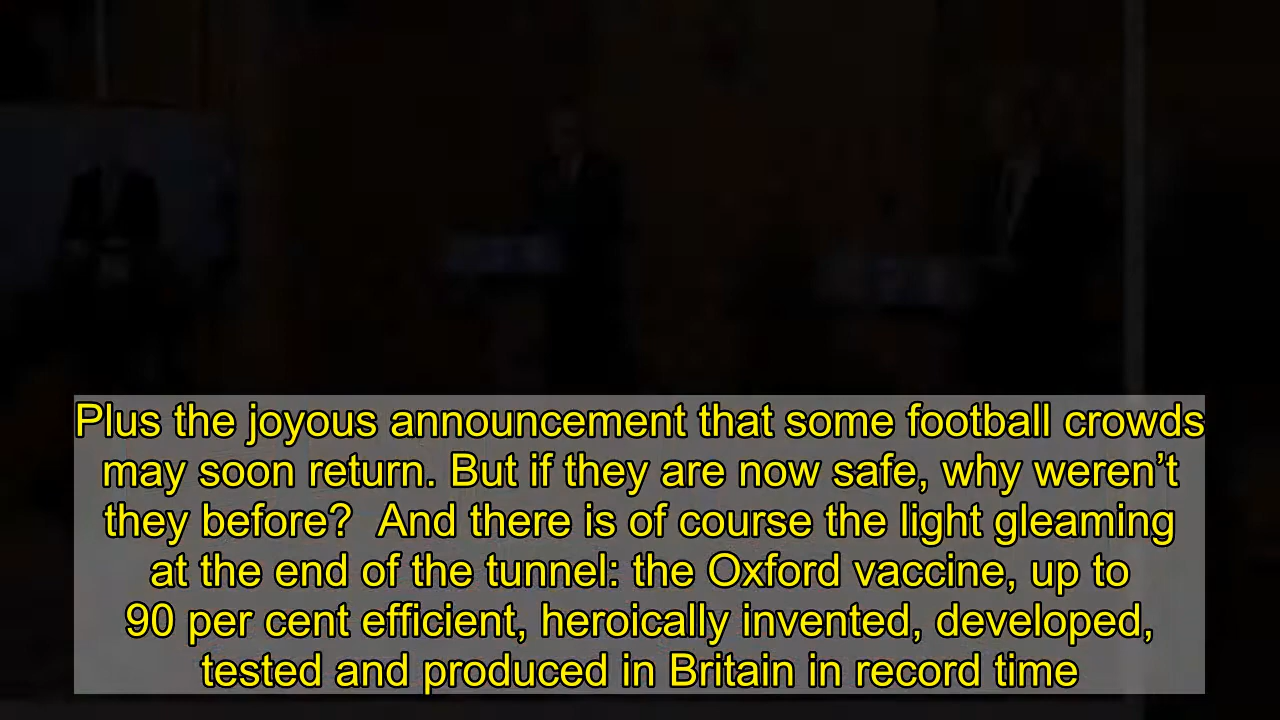 Plus the joyous announcement that some football crowds
may soon return. But if they are now safe, why weren’t
they before?  And there is of course the light gleaming
at the end of the tunnel: the Oxford vaccine, up to
90 per cent efficient, heroically invented, developed,
tested and produced in Britain in record time